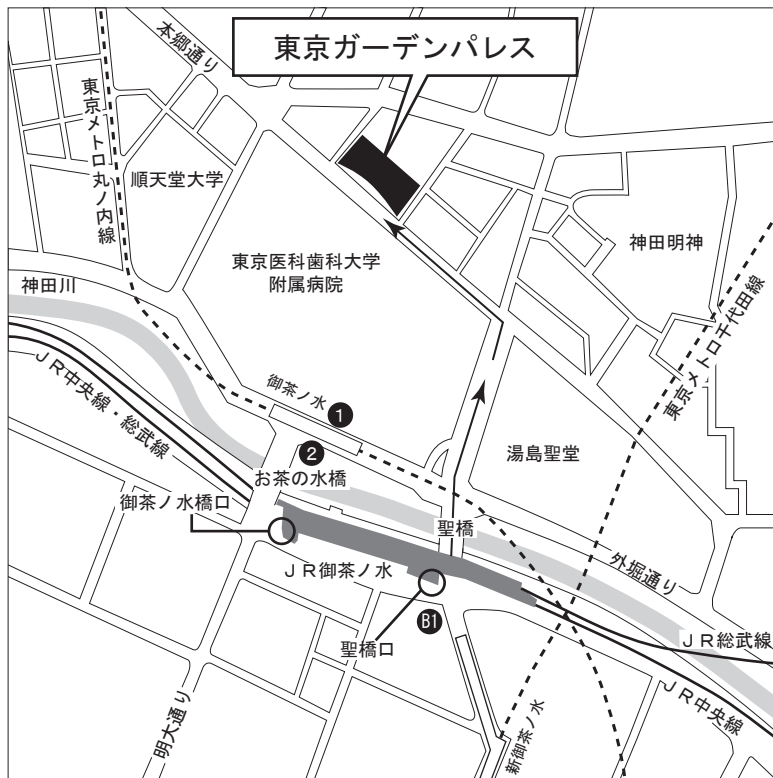 本郷通り
東京ガーデンパレス
東京メトロ丸ノ内線
順天堂大学
神田明神
東京医科歯科大学
附属病院
神田川
東京メトロ千代田線
JR中央線・総武線
御茶ノ水
1
2
湯島聖堂
お茶の水橋
御茶ノ水橋口
聖橋
外堀通り
JR御茶ノ水
B1
聖橋口
JR総武線
JR中央線
明大通り
新御茶ノ水